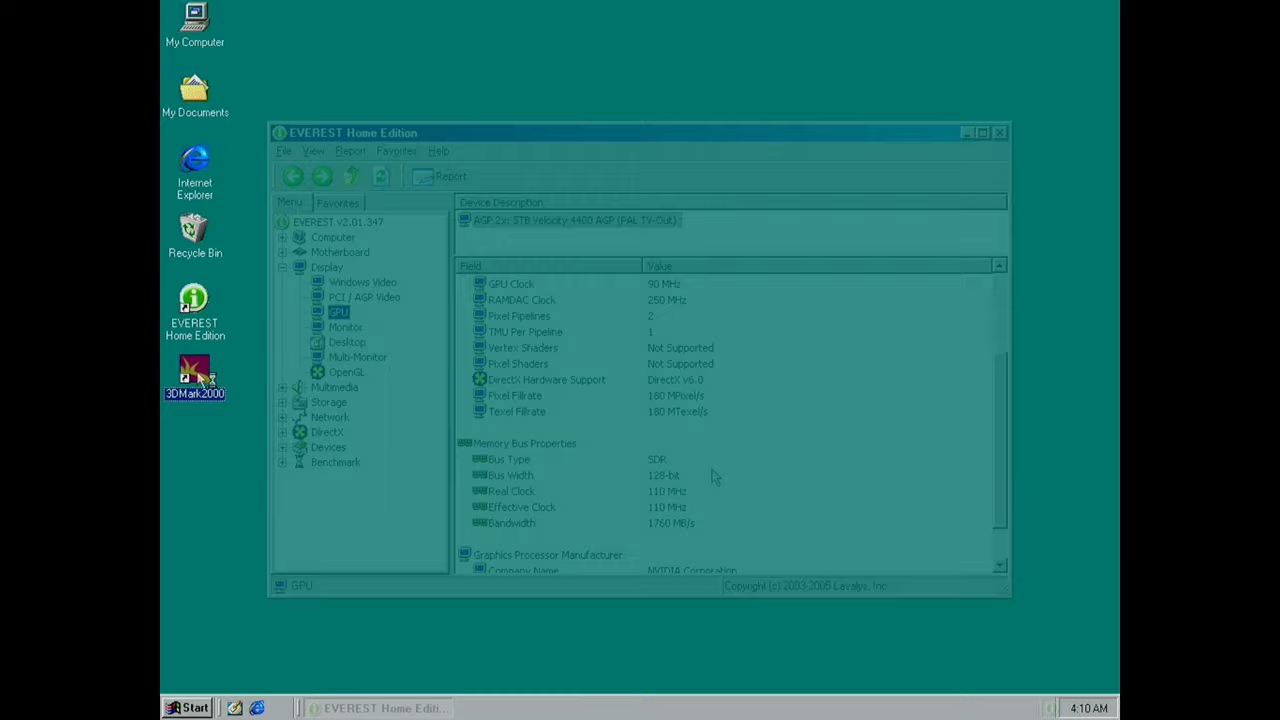 My Computer
My Documents
Internet
Explorer
Recycle Bin
EVEREST
Home Edition
3DMark2000
EVEREST Home Edition
File View Report Favorites Help
Report
Menu Favorites
EVEREST v2.01.347
Computer
Motherboard
Display
Windows Video
PCI / AGP Video
GPU
Monitor
Desktop
Multi-Monitor
OpenGL
Multimedia
Storage
Network
DirectX
Devices
Benchmark
Device Description
AGP 2x: STB Velocity 4400 AGP (PAL TV-Out)
Field Value
GPU Clock 90 MHz
RAMDAC Clock 250 MHz
Pixel Pipelines 2
TMU Per Pipeline 1
Vertex Shaders Not Supported
Pixel Shaders Not Supported
DirectX Hardware Support DirectX v6.0
Pixel Fillrate 180 MPixel/s
Texel Fillrate 180 MTexel/s
Memory Bus Properties
Bus Type SDR
Bus Width 128-bit
Real Clock 110 MHz
Effective Clock 110 MHz
Bandwidth 1760 MB/s
Graphics Processor Manufacturer
Company Name NVIDIA Corporation
GPU
Copyright (c) 2003-2005 Lavalys, Inc.
Start
EVEREST Home Editi...
4:10 AM